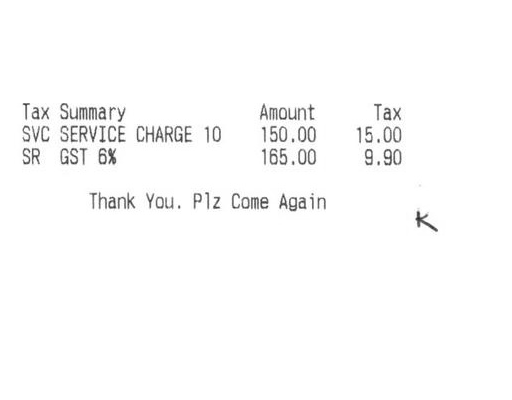 Tax Summary Amount Tax
SVC SERVICE CHARGE 10 150.00 15.00
SR GST 6% 165.00 9.90
Thank You. Plz Come Again
K